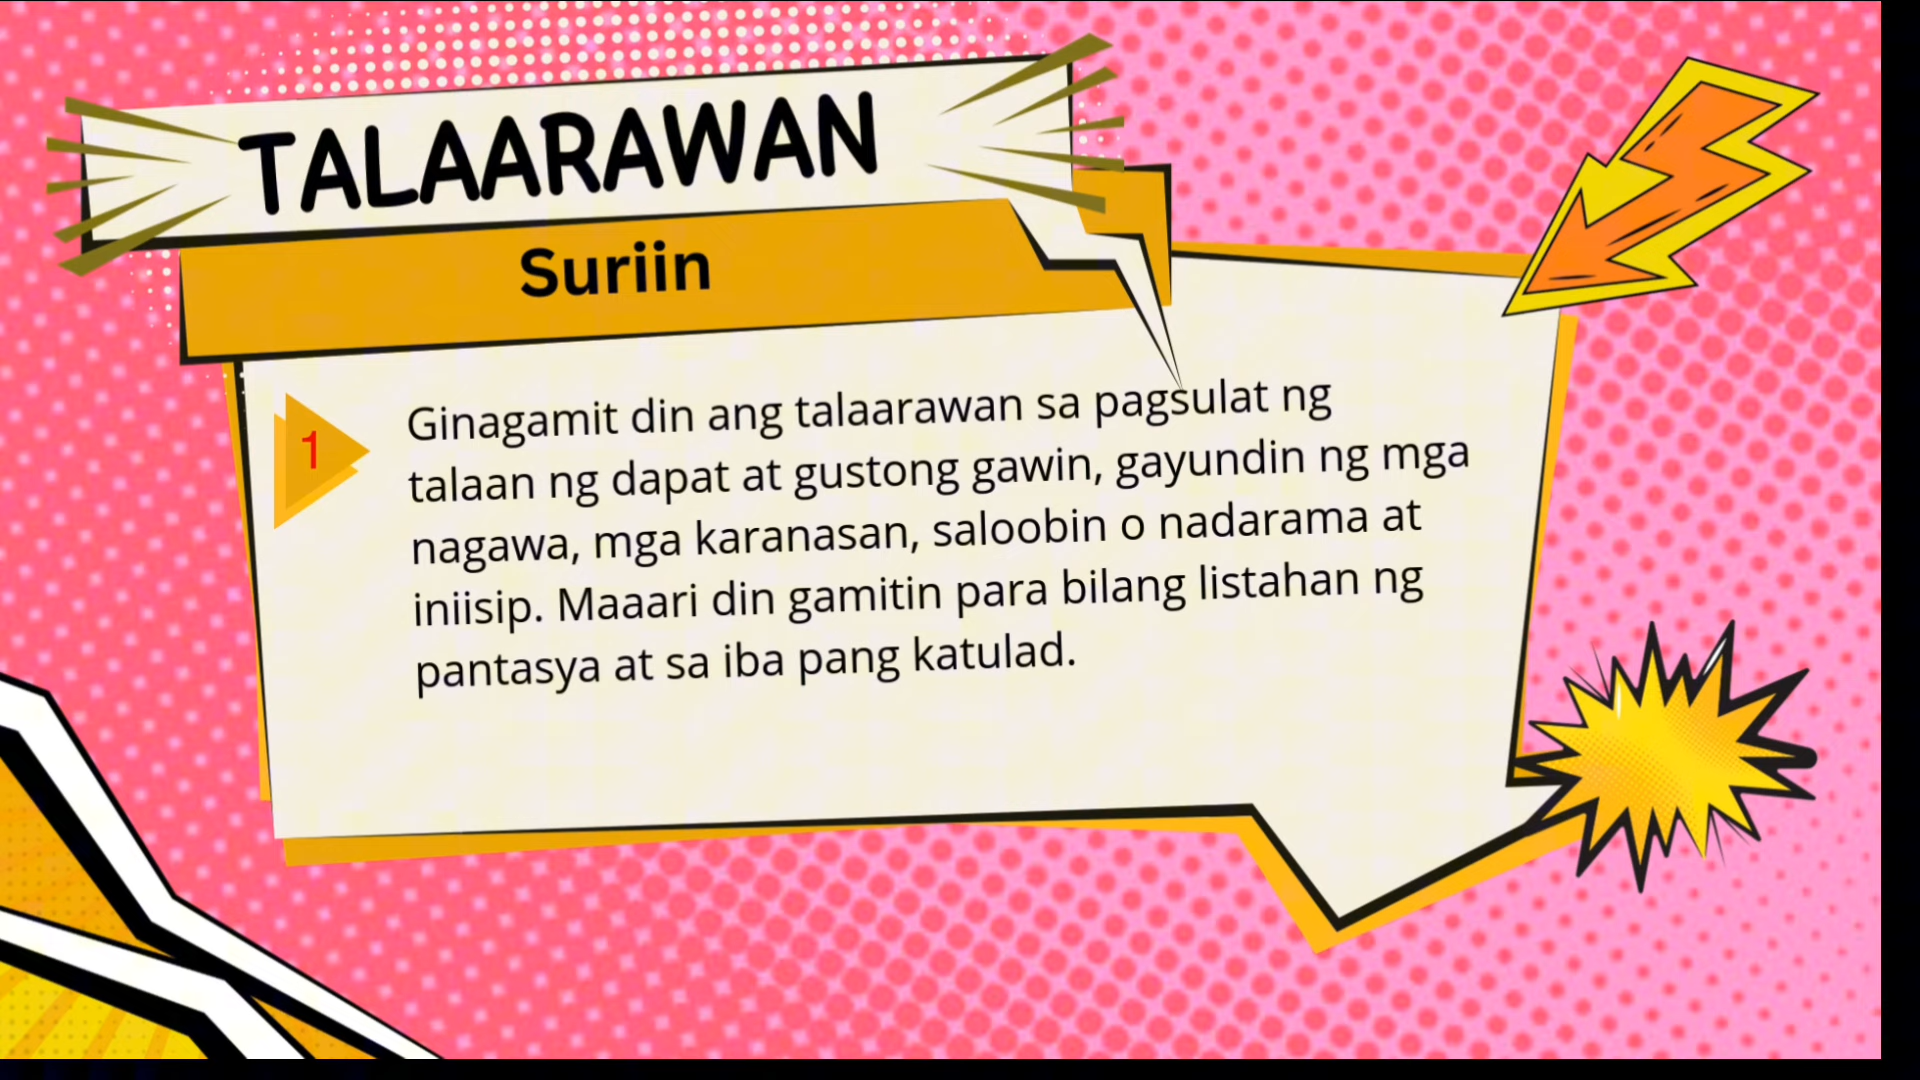 TALAARAWAN
Suriin
1
Ginagamit din ang talaarawan sa pagsulat ng
talaan ng dapat at gustong gawin, gayundin ng mga
nagawa, mga karanasan, saloobin o nadarama at
iniisip. Maaari din gamitin para bilang listahan ng
pantasya at sa iba pang katulad.